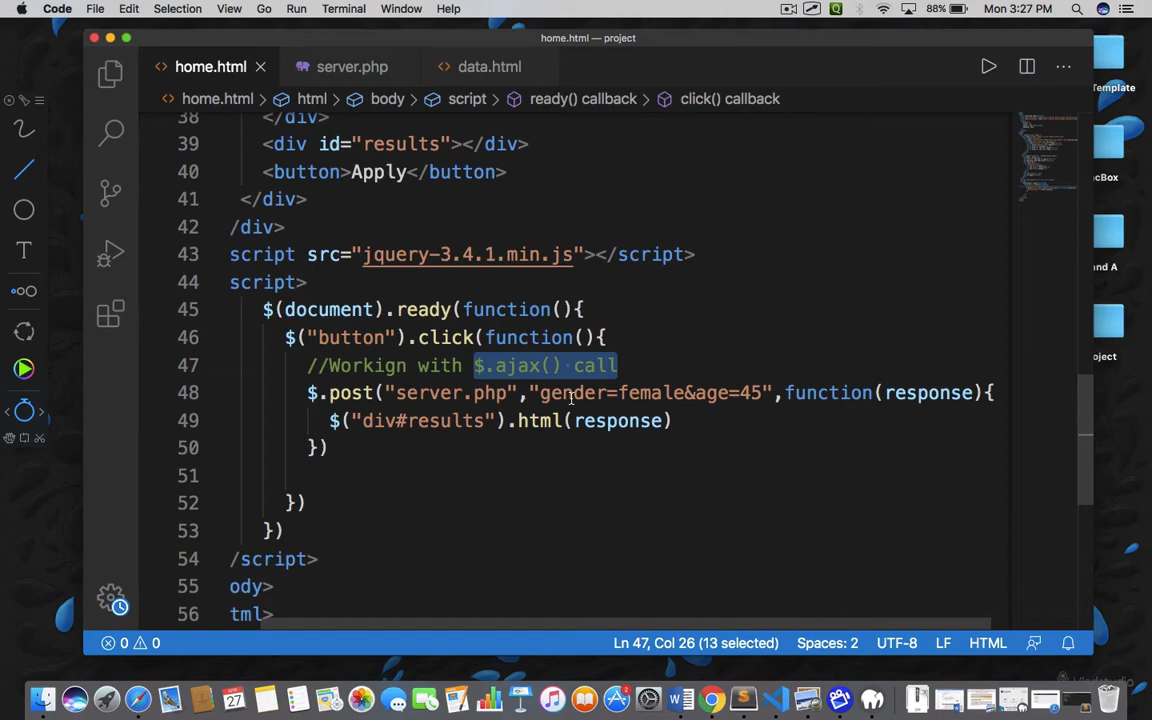 Code File Edit Selection View Go Run Terminal Window Help 88% Mon 3:27 PM
home.html — project
home.html server.php data.html
home.html > html > body > script > ready() callback > click() callback
Template
acBox
and A
oject
T
38 </div>
39 <div id="results"></div>
40 <button>Apply</button>
41 </div>
42 /div>
43 script src="jquery-3.4.1.min.js"></script>
44 script>
45 $(document).ready(function(){
46 $("button").click(function(){
47 //Workign with $.ajax() call
48 $.post("server.php","gender=female&age=45",function(response){
49 $("div#results").html(response)
50 })
51
52 })
53 })
54 /script>
55 ody>
56 tml>
0 0 Ln 47, Col 26 (13 selected) Spaces: 2 UTF-8 LF HTML